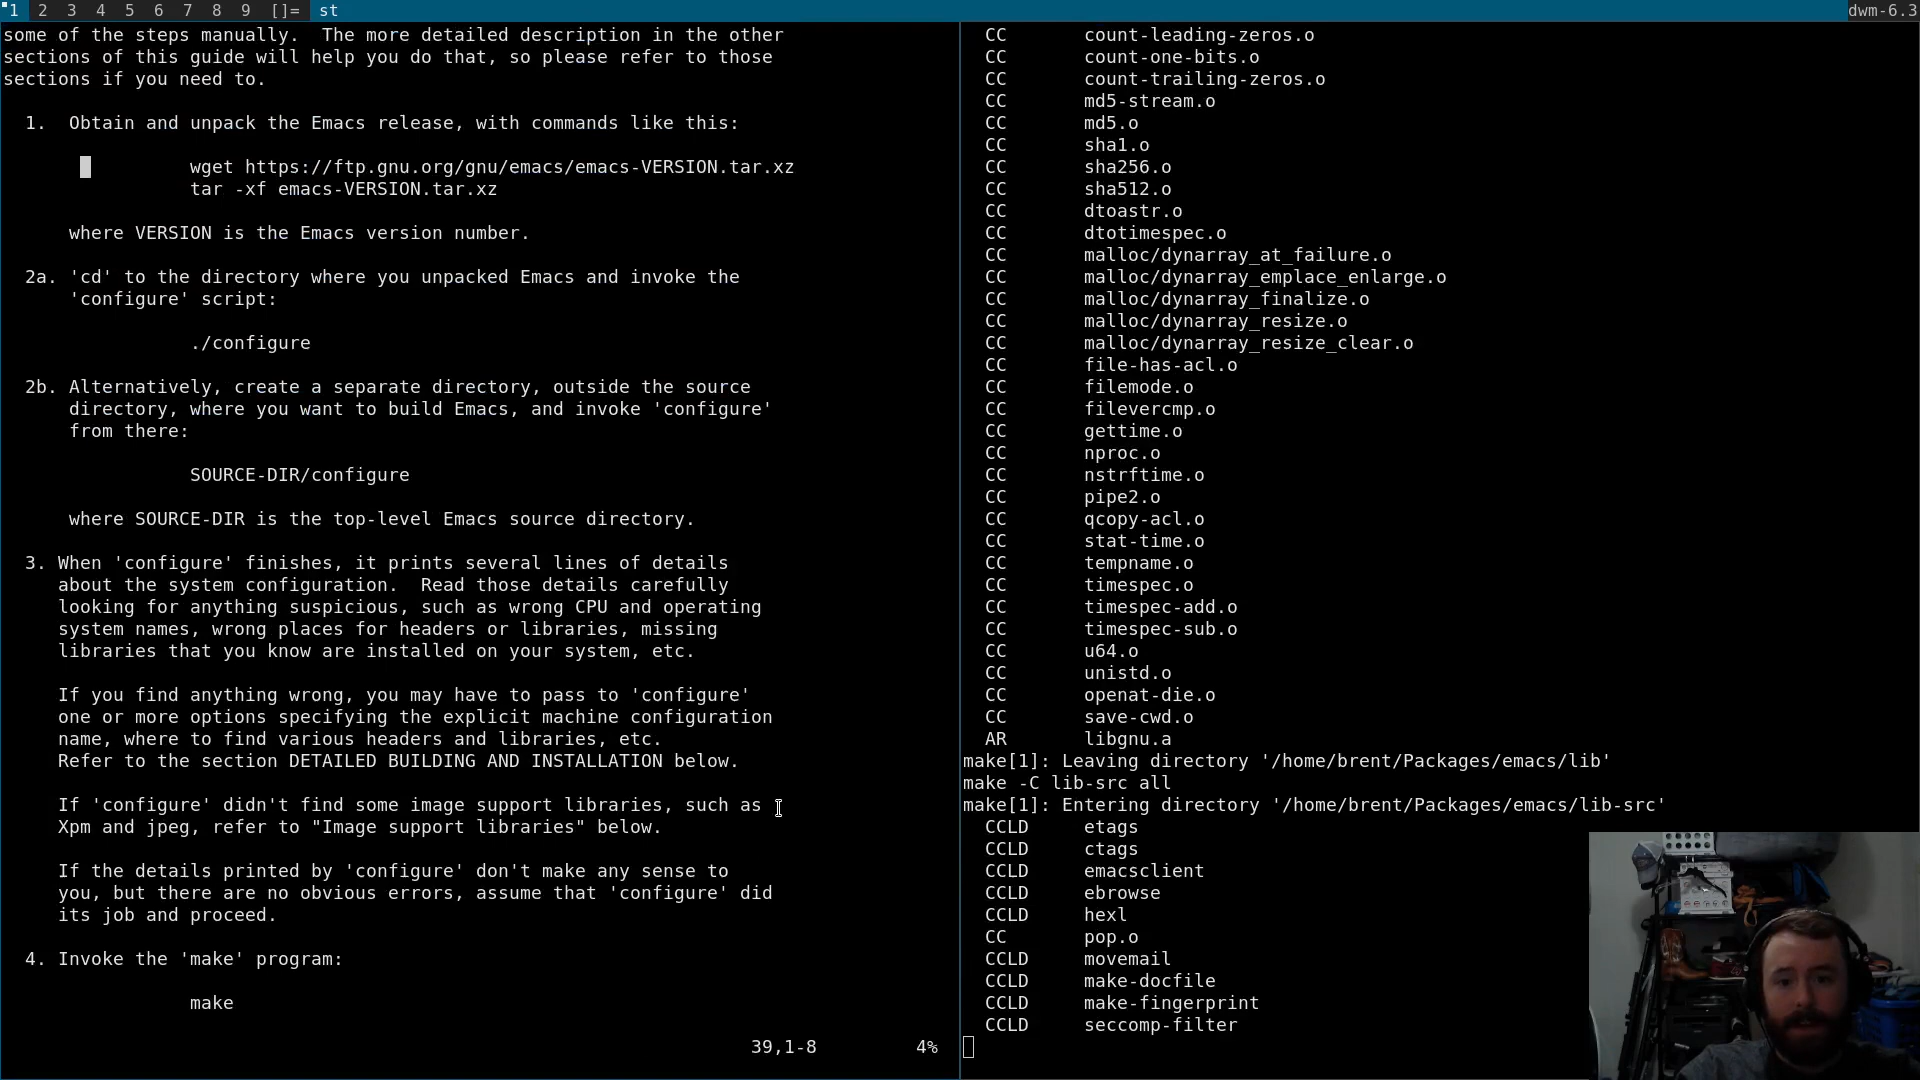 1 2 3 4 5 6 7 8 9 []= st dwm-6.3
some of the steps manually.  The more detailed description in the other
sections of this guide will help you do that, so please refer to those
sections if you need to.
1.  Obtain and unpack the Emacs release, with commands like this:
wget https://ftp.gnu.org/gnu/emacs/emacs-VERSION.tar.xz
tar -xf emacs-VERSION.tar.xz
where VERSION is the Emacs version number.
2a. 'cd' to the directory where you unpacked Emacs and invoke the
'configure' script:
./configure
2b. Alternatively, create a separate directory, outside the source
directory, where you want to build Emacs, and invoke 'configure'
from there:
SOURCE-DIR/configure
where SOURCE-DIR is the top-level Emacs source directory.
3. When 'configure' finishes, it prints several lines of details
about the system configuration.  Read those details carefully
looking for anything suspicious, such as wrong CPU and operating
system names, wrong places for headers or libraries, missing
libraries that you know are installed on your system, etc.
If you find anything wrong, you may have to pass to 'configure'
one or more options specifying the explicit machine configuration
name, where to find various headers and libraries, etc.
Refer to the section DETAILED BUILDING AND INSTALLATION below.
If 'configure' didn't find some image support libraries, such as
Xpm and jpeg, refer to "Image support libraries" below.
If the details printed by 'configure' don't make any sense to
you, but there are no obvious errors, assume that 'configure' did
its job and proceed.
4. Invoke the 'make' program:
make
39,1-8 4%
CC count-leading-zeros.o
CC count-one-bits.o
CC count-trailing-zeros.o
CC md5-stream.o
CC md5.o
CC sha1.o
CC sha256.o
CC sha512.o
CC dtoastr.o
CC dtotimespec.o
CC malloc/dynarray_at_failure.o
CC malloc/dynarray_emplace_enlarge.o
CC malloc/dynarray_finalize.o
CC malloc/dynarray_resize.o
CC malloc/dynarray_resize_clear.o
CC file-has-acl.o
CC filemode.o
CC filevercmp.o
CC gettime.o
CC nproc.o
CC nstrftime.o
CC pipe2.o
CC qcopy-acl.o
CC stat-time.o
CC tempname.o
CC timespec.o
CC timespec-add.o
CC timespec-sub.o
CC u64.o
CC unistd.o
CC openat-die.o
CC save-cwd.o
AR libgnu.a
make[1]: Leaving directory '/home/brent/Packages/emacs/lib'
make -C lib-src all
make[1]: Entering directory '/home/brent/Packages/emacs/lib-src'
CCLD etags
CCLD ctags
CCLD emacsclient
CCLD ebrowse
CCLD hexl
CC pop.o
CCLD movemail
CCLD make-docfile
CCLD make-fingerprint
CCLD seccomp-filter